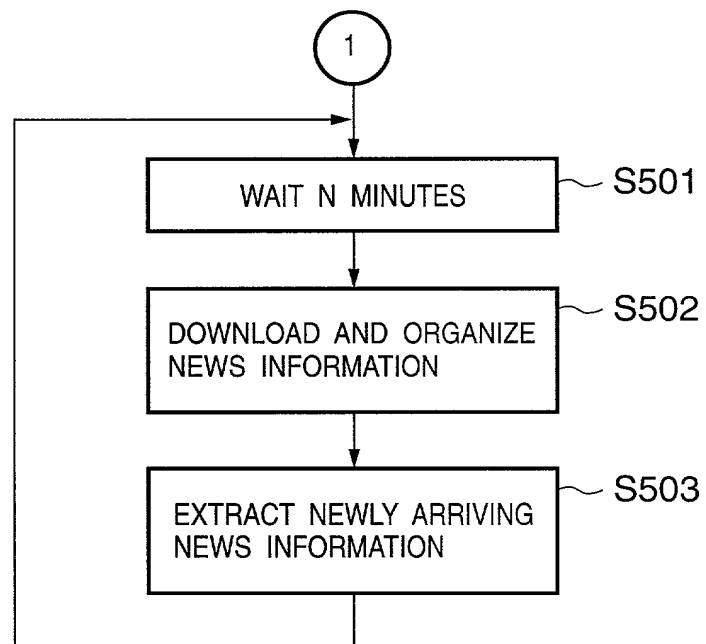 1
WAIT N MINUTES
S501
DOWNLOAD AND ORGANIZE
NEWS INFORMATION
S502
EXTRACT NEWLY ARRIVING
NEWS INFORMATION
S503